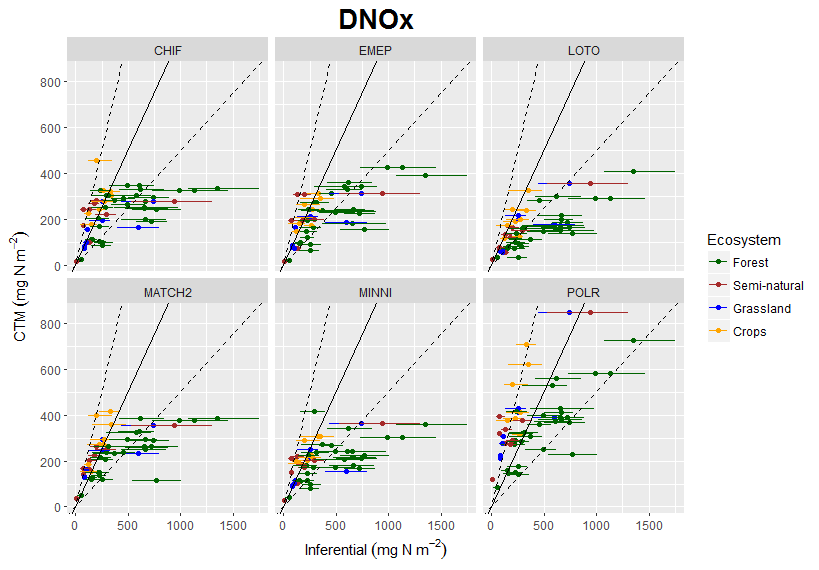 DNOx
CHIF EMEP LOTO
800
600
400
200
0
MATCH2 MINNI POLR
800
600
400
200
0
0 500 1000 1500 0 500 1000 1500 0 500 1000 1500
CTM (mg N m⁻²)
Inferential (mg N m⁻²)
Ecosystem
Forest
Semi-natural
Grassland
Crops